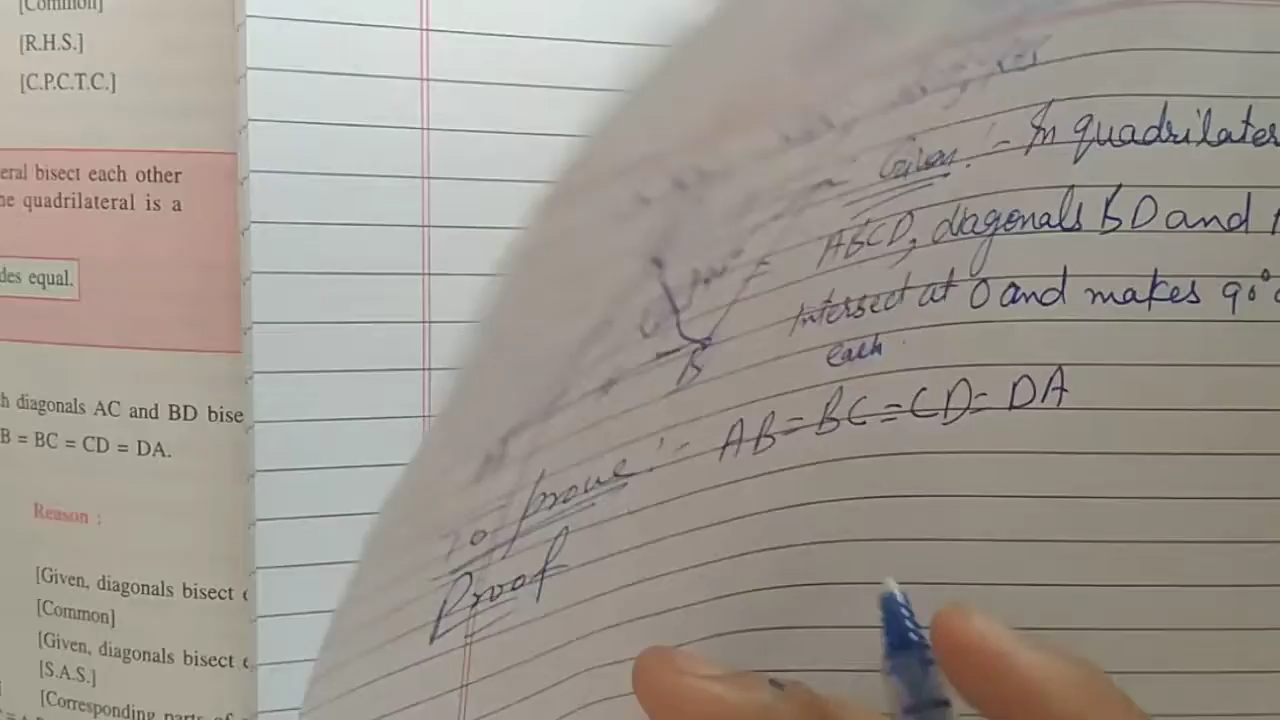 [Common]
[R.H.S.]
[C.P.C.T.C.]
eral bisect each other
he quadrilateral is a
des equal.
h diagonals AC and BD bise
B = BC = CD = DA.
Reason :
[Given, diagonals bisect
[Common]
[Given, diagonals bisect
[S.A.S.]
[Corresponding parts of
Given :- In quadrilater
ABCD, diagonals BD and
Intersect at O and makes 90°
each
B
To prove :- AB = BC = CD = DA
Proof